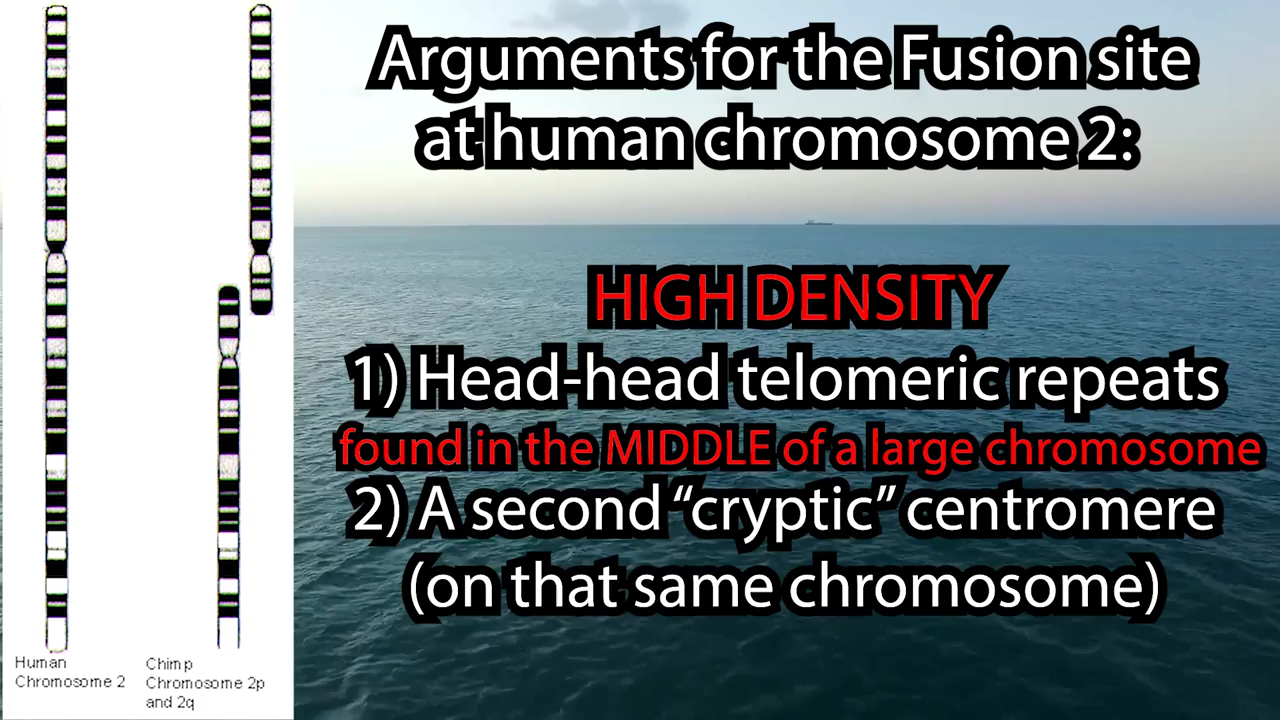 Arguments for the Fusion site
at human chromosome 2:
HIGH DENSITY
1) Head-head telomeric repeats
found in the MIDDLE of a large chromosome
2) A second “cryptic” centromere
(on that same chromosome)
Human
Chromosome 2
Chimp
Chromosome 2p
and 2q